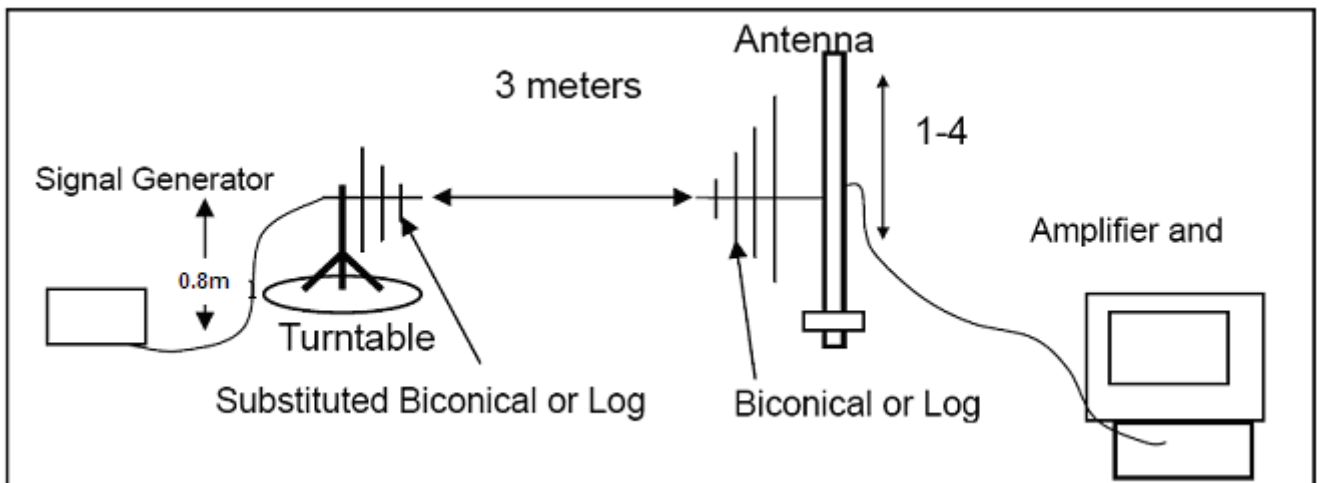 Antenna
3 meters
1-4
Signal Generator
Amplifier and
0.8m
Turntable
Substituted Biconical or Log
Biconical or Log